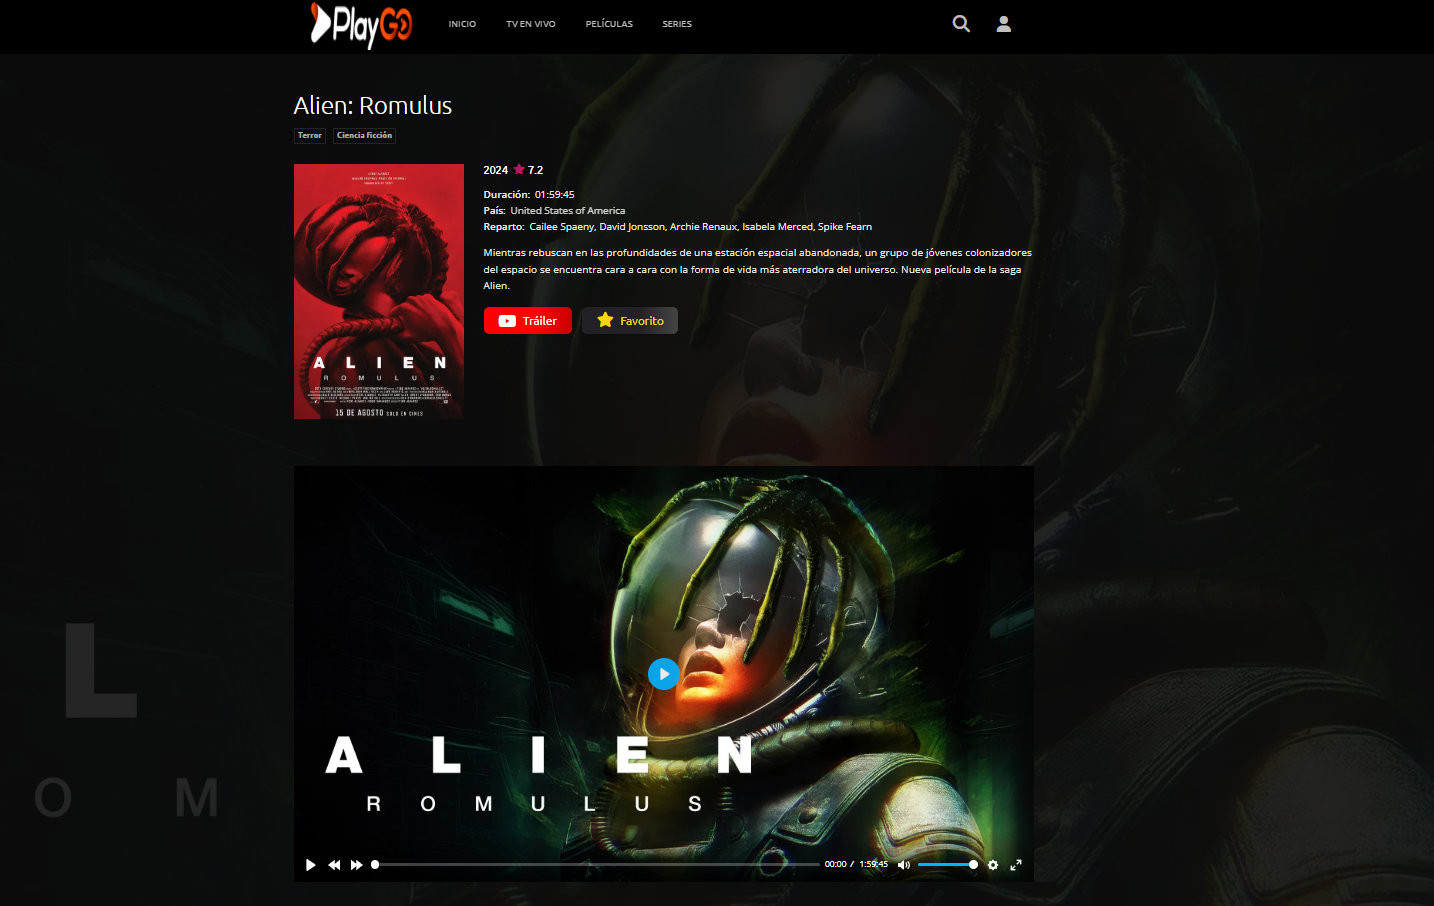 PlayGO
INICIO TV EN VIVO PELÍCULAS SERIES
Alien: Romulus
Terror Ciencia ficción
2024 7.2
Duración: 01:59:45
País: United States of America
Reparto: Cailee Spaeny, David Jonsson, Archie Renaux, Isabela Merced, Spike Fearn
Mientras rebuscan en las profundidades de una estación espacial abandonada, un grupo de jóvenes colonizadores
del espacio se encuentra cara a cara con la forma de vida más aterradora del universo. Nueva película de la saga
Alien.
Tráiler Favorito
ALIEN
ROMULUS
15 DE AGOSTO SOLO EN CINES
ALIEN
ROMULUS
00:00 / 1:59:45
L
O M